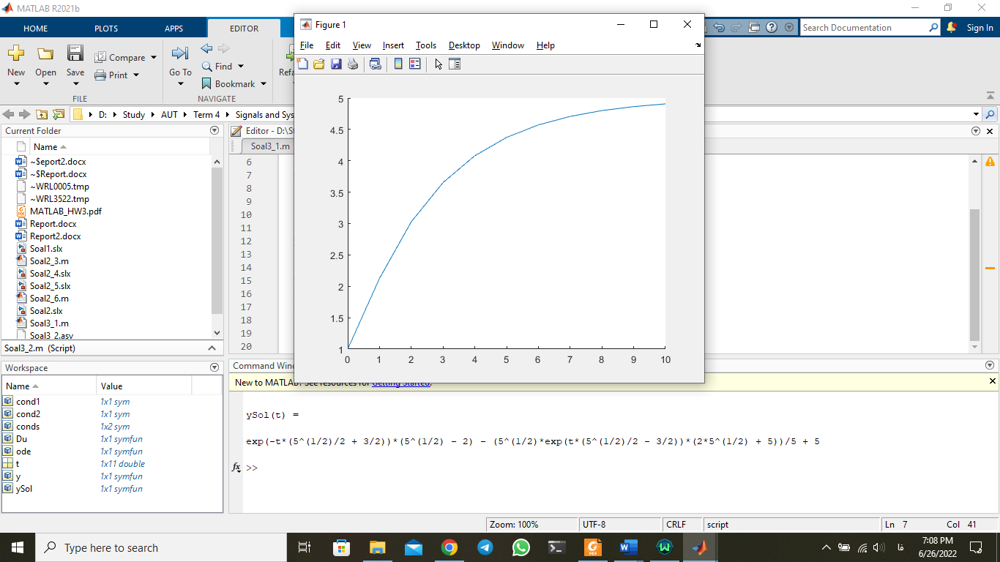 MATLAB R2021b
HOME PLOTS APPS EDITOR
Search Documentation
Sign In
New Open Save Compare Print
Go To Find Bookmark
FILE NAVIGATE
D: Study AUT Term 4
Current Folder
Name
~$eport2.docx
~$Report.docx
~WRL0005.tmp
~WRL3522.tmp
MATLAB_HW3.pdf
Report.docx
Report2.docx
Soal1.slx
Soal2_3.m
Soal2_4.slx
Soal2_5.slx
Soal2_6.m
Soal2.slx
Soal3_1.m
Soal3_2.asv
Soal3_2.m (Script)
Workspace
Name Value
cond1 1x1 sym
cond2 1x1 sym
conds 1x2 sym
Du 1x1 symfun
ode 1x1 symfun
t 1x11 double
y 1x1 symfun
ySol 1x1 symfun
Soal3_1.m
6
7
8
9
10
11
12
13
14
15
16
17
18
19
20
Figure 1
File Edit View Insert Tools Desktop Window Help
5
4.5
4
3.5
3
2.5
2
1.5
1
0 1 2 3 4 5 6 7 8 9 10
New to MATLAB? See resources for Getting Started.
ySol(t) =
exp(-t*(5^(1/2)/2 + 3/2))*(5^(1/2) - 2) - (5^(1/2)*exp(t*(5^(1/2)/2 - 3/2))*(2*5^(1/2) + 5))/5 + 5
fx >>
Zoom: 100% UTF-8 CRLF script Ln 7 Col 41
Type here to search
فا
7:08 PM
6/26/2022